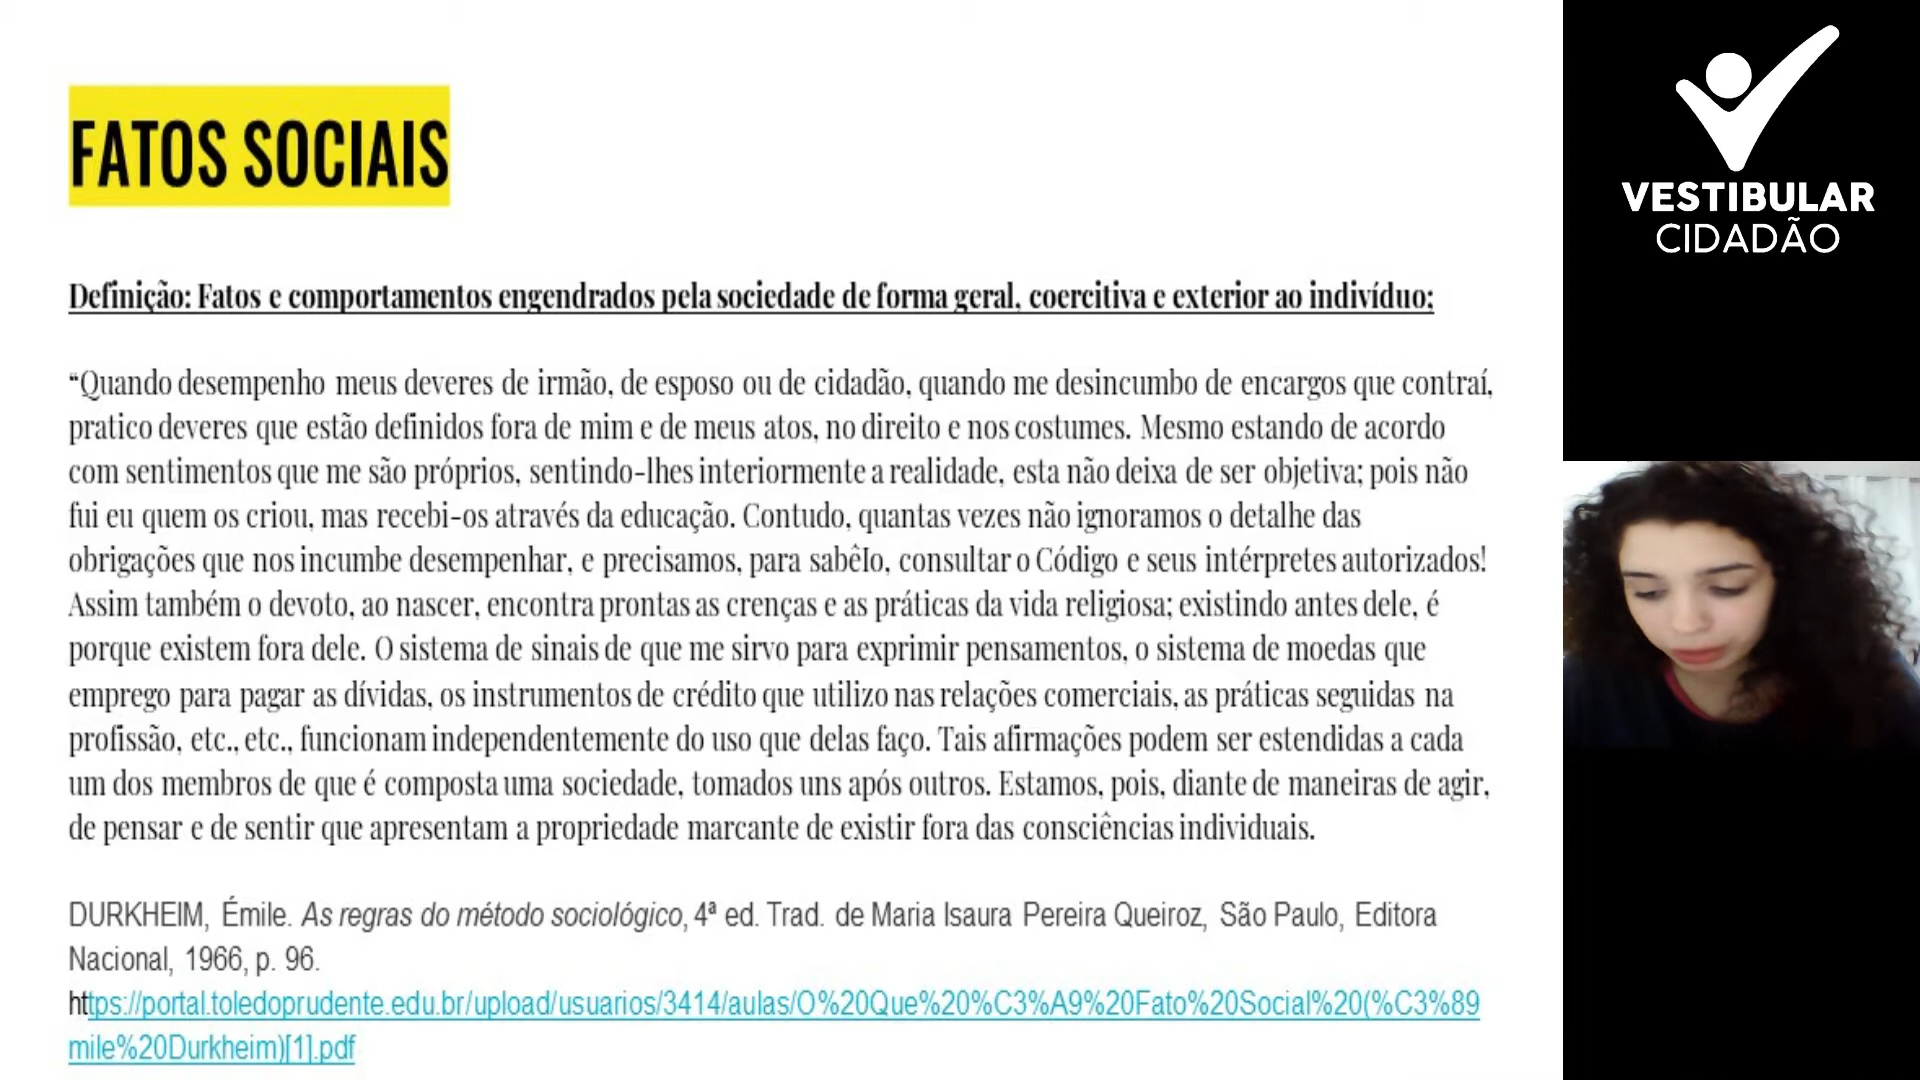 FATOS SOCIAIS
Definição: Fatos e comportamentos engendrados pela sociedade de forma geral, coercitiva e exterior ao indivíduo;
“Quando desempenho meus deveres de irmão, de esposo ou de cidadão, quando me desincumbo de encargos que contraí,
pratico deveres que estão definidos fora de mim e de meus atos, no direito e nos costumes. Mesmo estando de acordo
com sentimentos que me são próprios, sentindo-lhes interiormente a realidade, esta não deixa de ser objetiva; pois não
fui eu quem os criou, mas recebi-os através da educação. Contudo, quantas vezes não ignoramos o detalhe das
obrigações que nos incumbe desempenhar, e precisamos, para sabêIo, consultar o Código e seus intérpretes autorizados!
Assim também o devoto, ao nascer, encontra prontas as crenças e as práticas da vida religiosa; existindo antes dele, é
porque existem fora dele. O sistema de sinais de que me sirvo para exprimir pensamentos, o sistema de moedas que
emprego para pagar as dívidas, os instrumentos de crédito que utilizo nas relações comerciais, as práticas seguidas na
profissão, etc., etc., funcionam independentemente do uso que delas faço. Tais afirmações podem ser estendidas a cada
um dos membros de que é composta uma sociedade, tomados uns após outros. Estamos, pois, diante de maneiras de agir,
de pensar e de sentir que apresentam a propriedade marcante de existir fora das consciências individuais.
DURKHEIM, Émile. As regras do método sociológico, 4ª ed. Trad. de Maria Isaura Pereira Queiroz, São Paulo, Editora
Nacional, 1966, p. 96.
https://portal.toledoprudente.edu.br/upload/usuarios/3414/aulas/O%20Que%20%C3%A9%20Fato%20Social%20(%C3%89
mile%20Durkheim)[1].pdf
VESTIBULAR
CIDADÃO